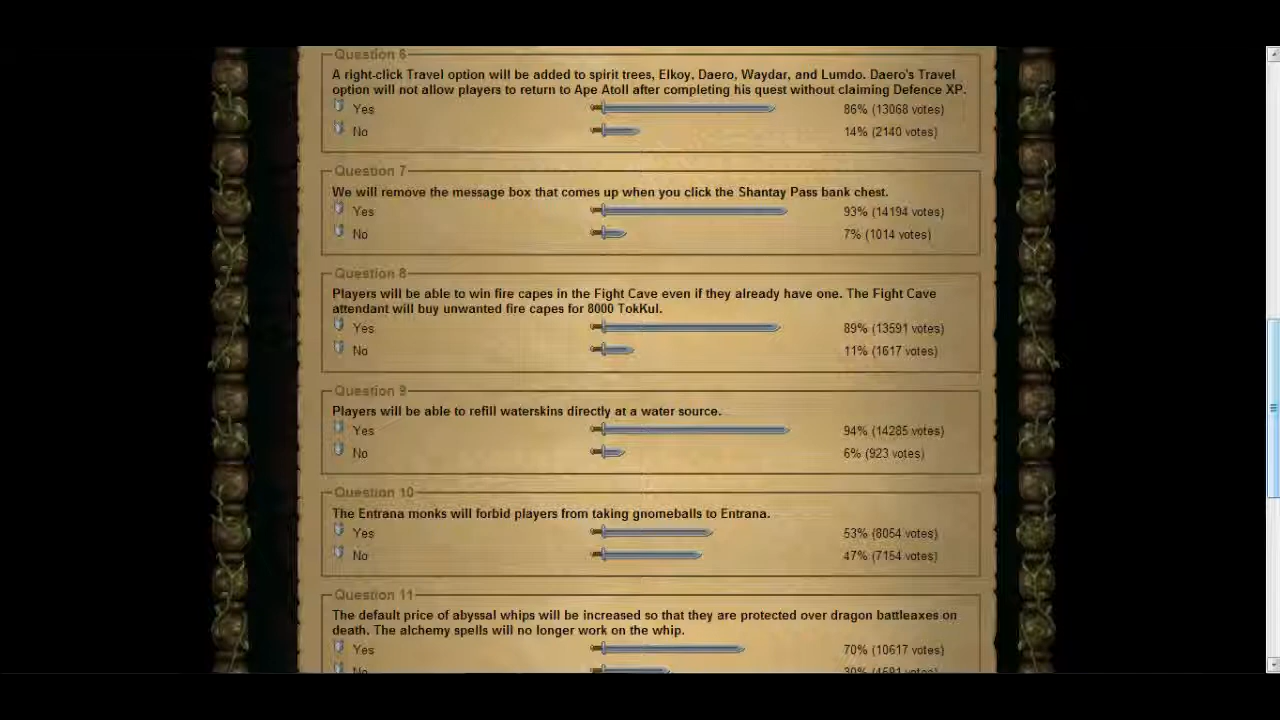 Question 6
A right-click Travel option will be added to spirit trees, Elkoy, Daero, Waydar, and Lumdo. Daero's Travel
option will not allow players to return to Ape Atoll after completing his quest without claiming Defence XP.
Yes 86% (13068 votes)
No 14% (2140 votes)
Question 7
We will remove the message box that comes up when you click the Shantay Pass bank chest.
Yes 93% (14194 votes)
No 7% (1014 votes)
Question 8
Players will be able to win fire capes in the Fight Cave even if they already have one. The Fight Cave
attendant will buy unwanted fire capes for 8000 TokKul.
Yes 89% (13591 votes)
No 11% (1617 votes)
Question 9
Players will be able to refill waterskins directly at a water source.
Yes 94% (14285 votes)
No 6% (923 votes)
Question 10
The Entrana monks will forbid players from taking gnomeballs to Entrana.
Yes 53% (8054 votes)
No 47% (7154 votes)
Question 11
The default price of abyssal whips will be increased so that they are protected over dragon battleaxes on
death. The alchemy spells will no longer work on the whip.
Yes 70% (10617 votes)
No 30% (4591 votes)